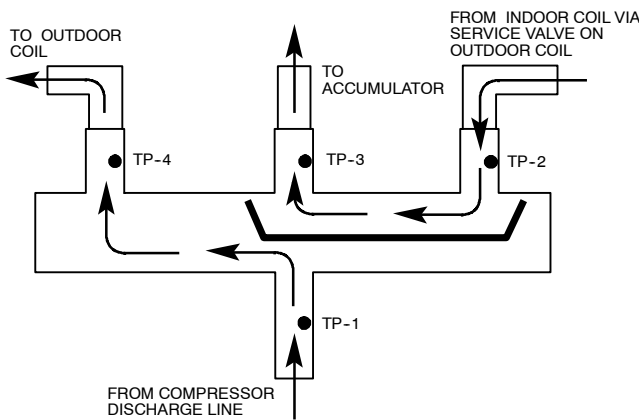 TO OUTDOOR
COIL
TO
ACCUMULATOR
FROM INDOOR COIL VIA
SERVICE VALVE ON
OUTDOOR COIL
TP-4
TP-3
TP-2
TP-1
FROM COMPRESSOR
DISCHARGE LINE